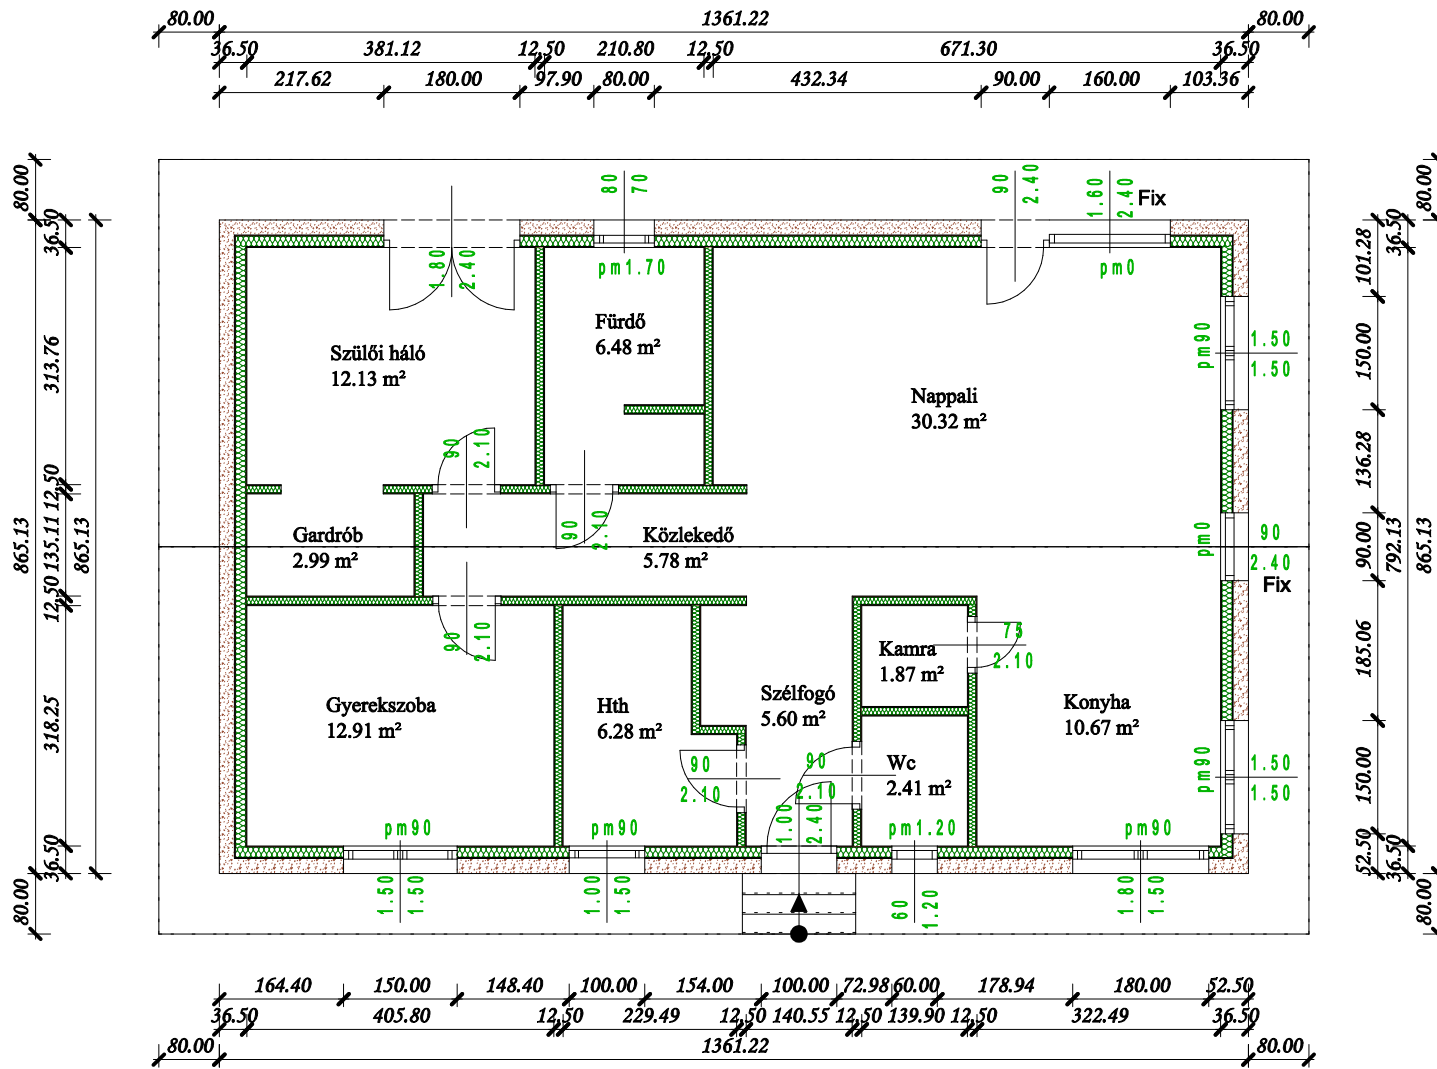 80.00 1361.22 80.00
36.50 381.12 12.50 210.80 12.50 671.30 36.50
217.62 180.00 97.90 80.00 432.34 90.00 160.00 103.36
80.00
36.50
313.76
12.50
135.11
12.50
318.25
36.50
80.00
865.13
865.13
1.80
2.40
80
70
pm1.70
90
2.40
1.60
2.40
Fix
pm0
Szülői háló
12.13 m²
Fürdő
6.48 m²
Nappali
30.32 m²
pm90
1.50
1.50
90
2.10
90
2.10
Gardrób
2.99 m²
Közlekedő
5.78 m²
pm0
90
2.40
Fix
90
2.10
Gyerekszoba
12.91 m²
Hth
6.28 m²
Szélfogó
5.60 m²
Kamra
1.87 m²
75
2.10
Konyha
10.67 m²
90
2.10
90
2.10
Wc
2.41 m²
1.00
2.40
pm90
1.50
1.50
pm90
pm90
pm1.20
pm90
1.50
1.50
1.00
1.50
60
1.20
1.80
1.50
80.00
36.50
101.28
150.00
136.28
90.00
185.06
150.00
52.50
36.50
80.00
792.13
865.13
164.40 150.00 148.40 100.00 154.00 100.00 72.98 60.00 178.94 180.00 52.50
36.50 405.80 12.50 229.49 12.50 140.55 12.50 139.90 12.50 322.49 36.50
80.00 1361.22 80.00